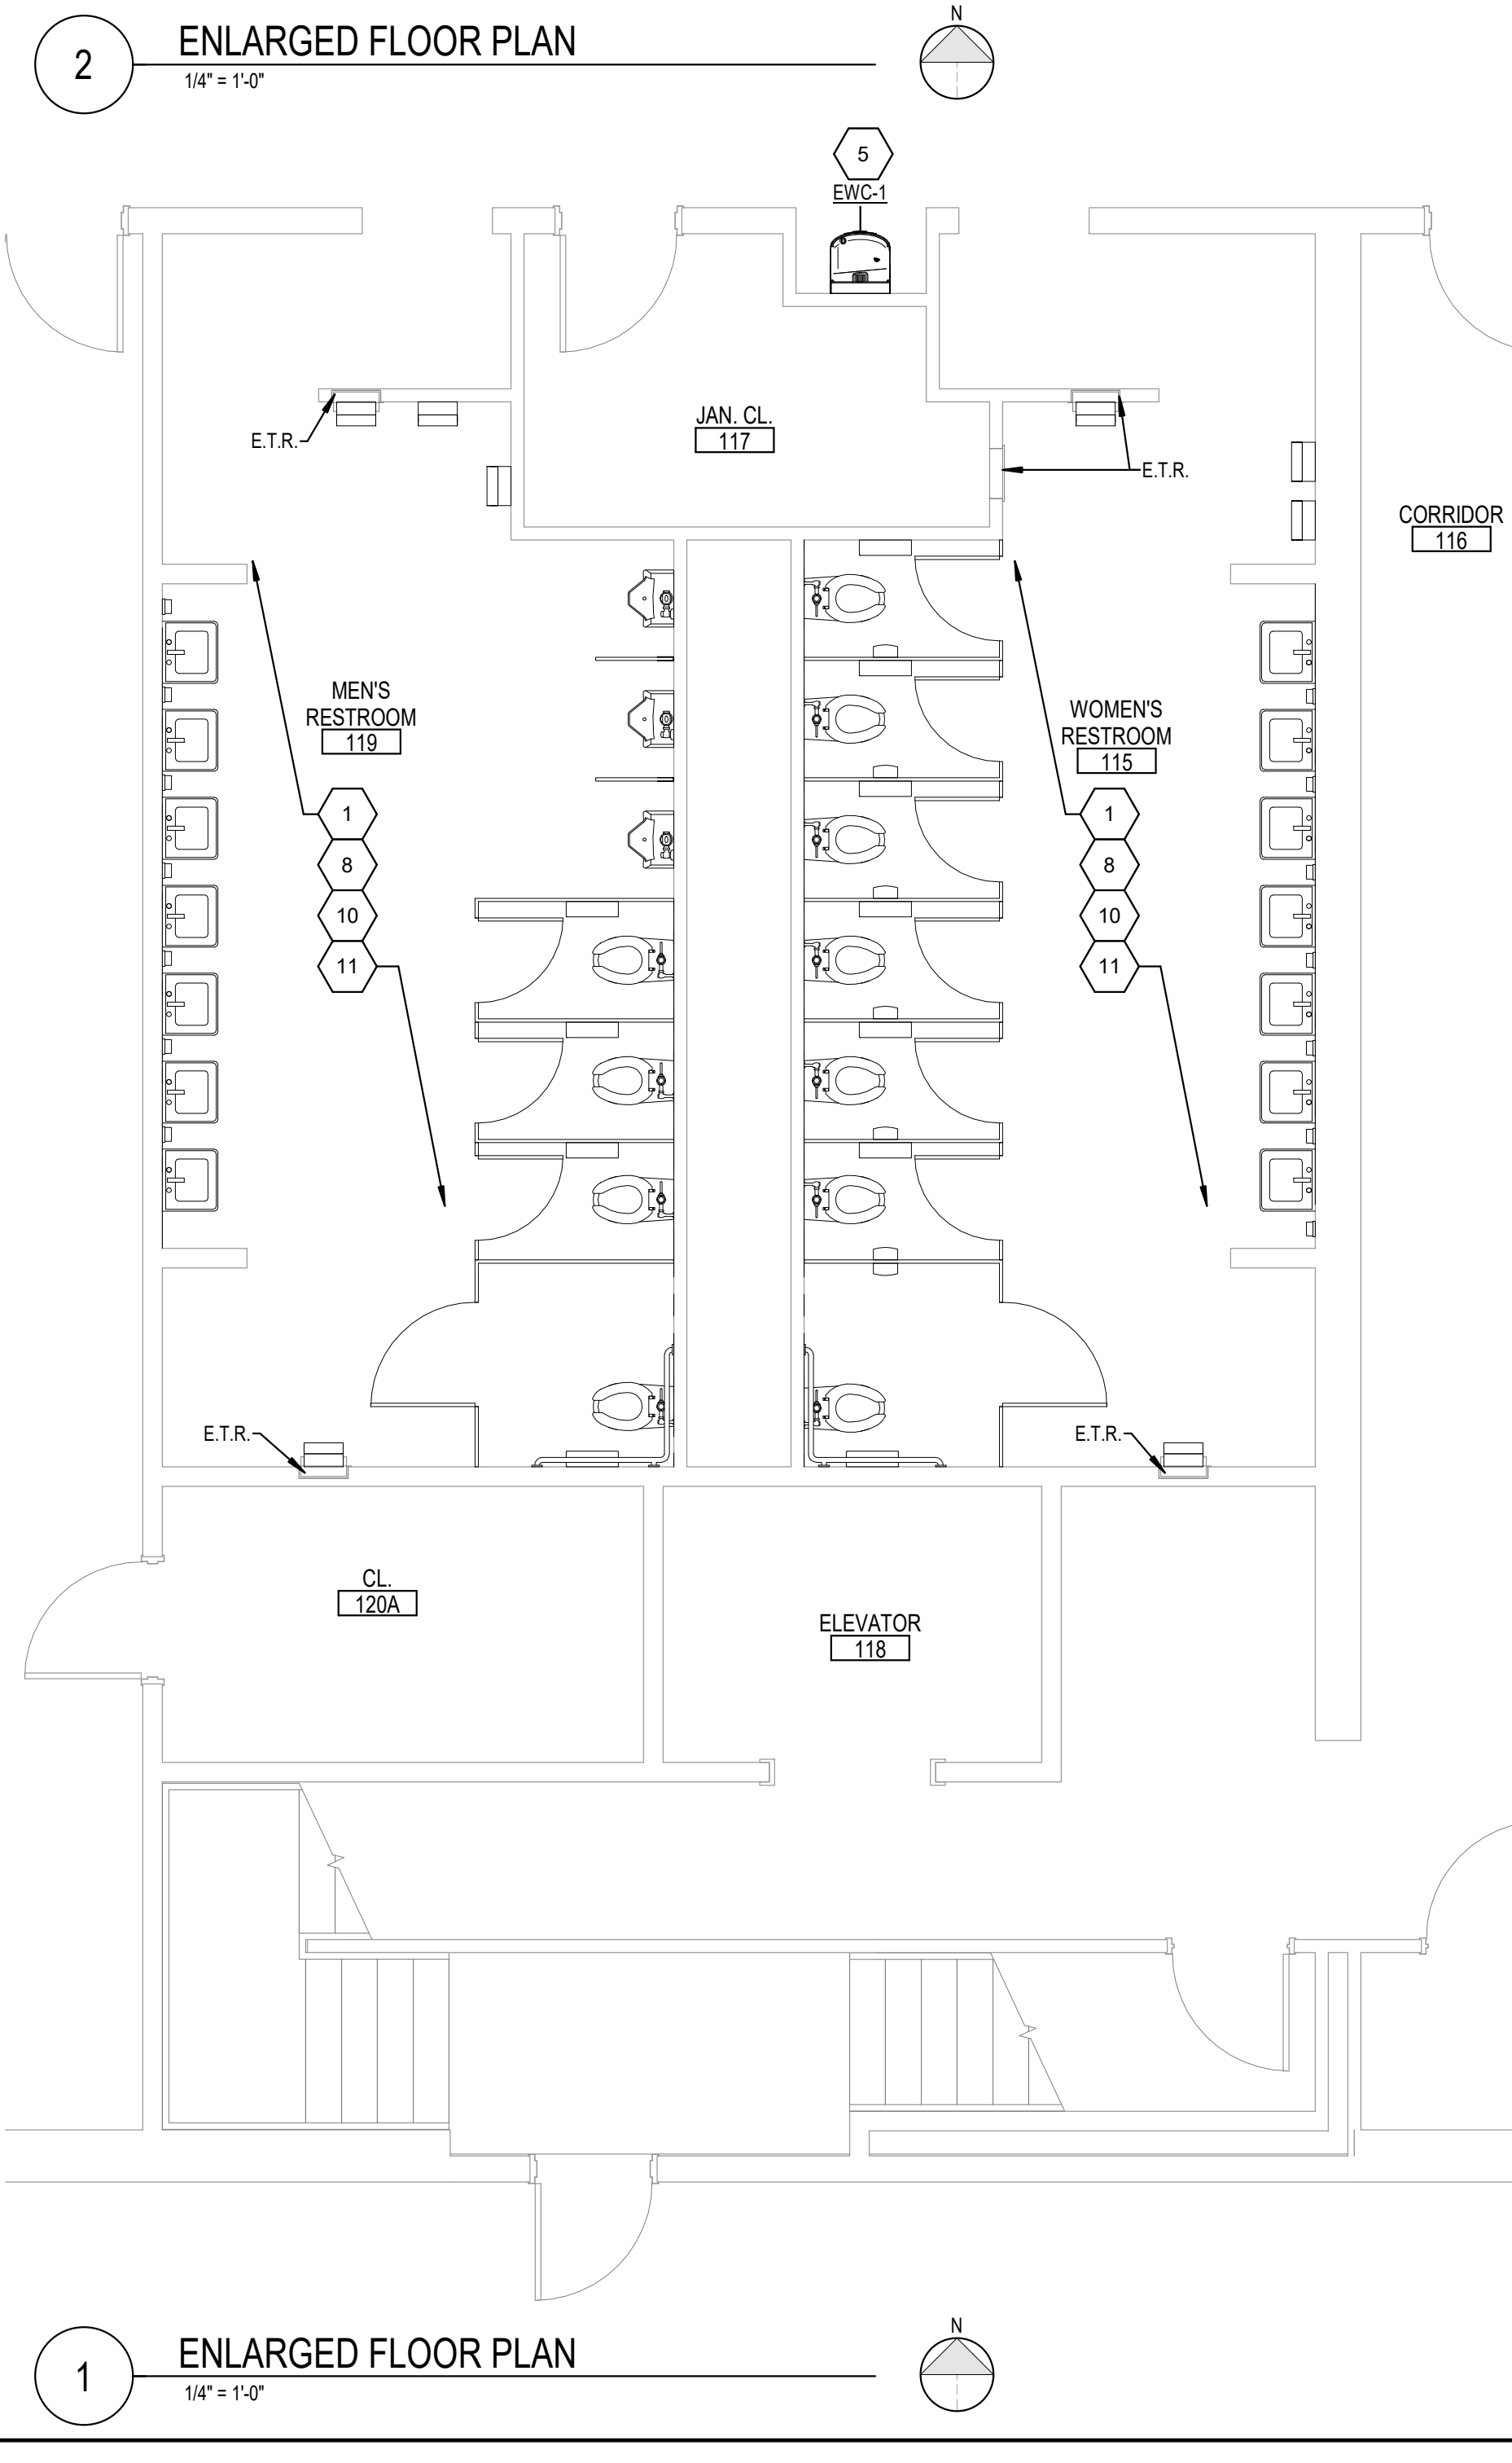 2
ENLARGED FLOOR PLAN
1/4" = 1'-0"
N
5
EWC-1
E.T.R.
JAN. CL.
117
E.T.R.
CORRIDOR
116
MEN'S
RESTROOM
119
WOMEN'S
RESTROOM
115
1
8
10
11
1
8
10
11
E.T.R.
E.T.R.
CL.
120A
ELEVATOR
118
1
ENLARGED FLOOR PLAN
1/4" = 1'-0"
N